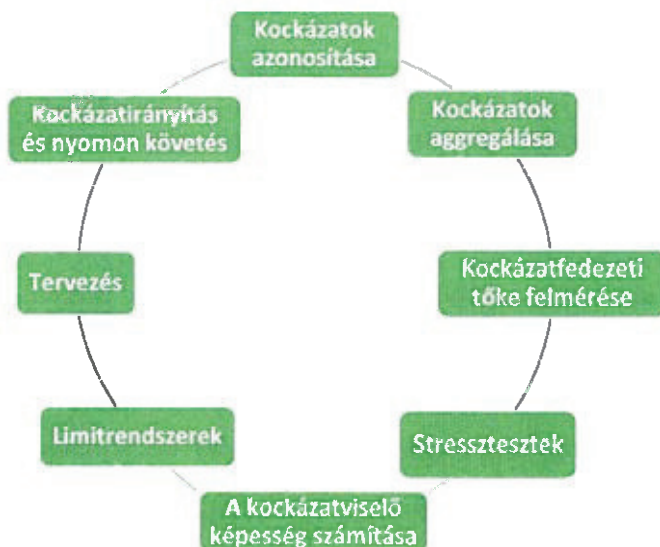 Kockázatok
azonosítása
Kockázatok
aggregálása
Kockázatfedezeti
tőke felmérése
Stressztesztek
A kockázatviselő
képesség számítása
Limitrendszerek
Tervezés
Kockázatirányítás
és nyomon követés